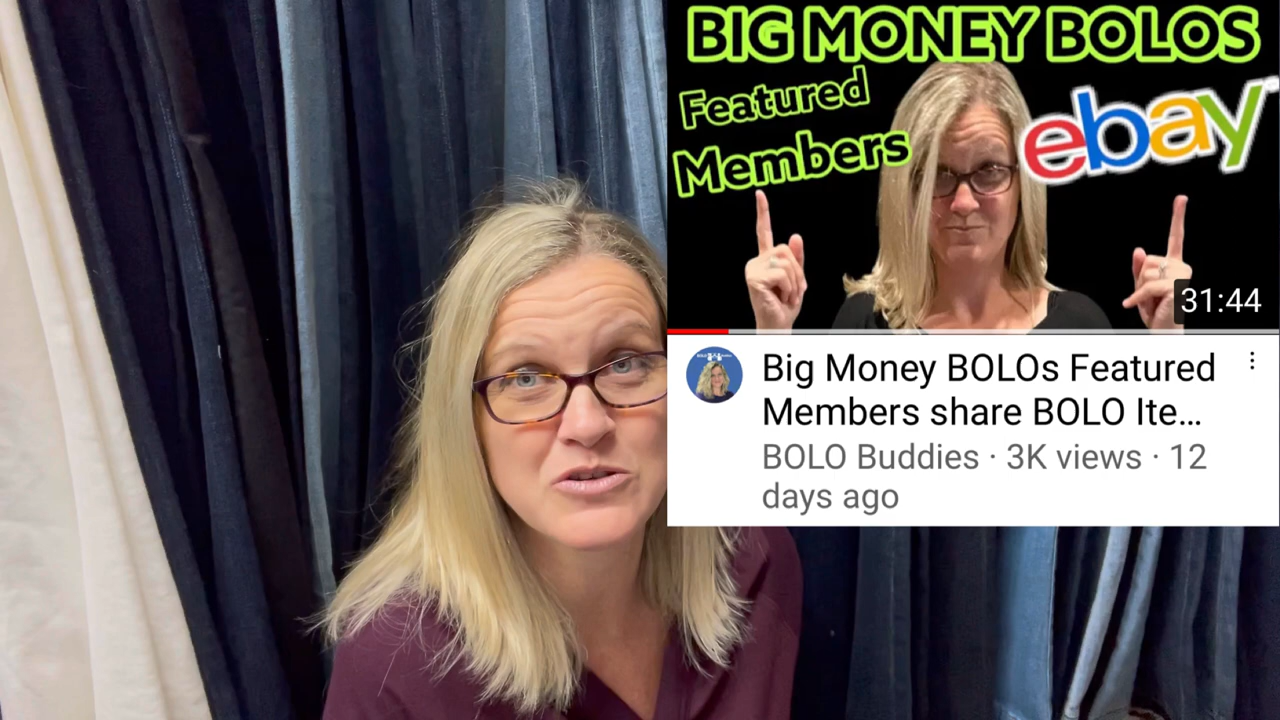 BIG MONEY BOLOS
Featured
Members
ebay
31:44
Big Money BOLOs Featured
Members share BOLO Ite...
BOLO Buddies · 3K views · 12
days ago